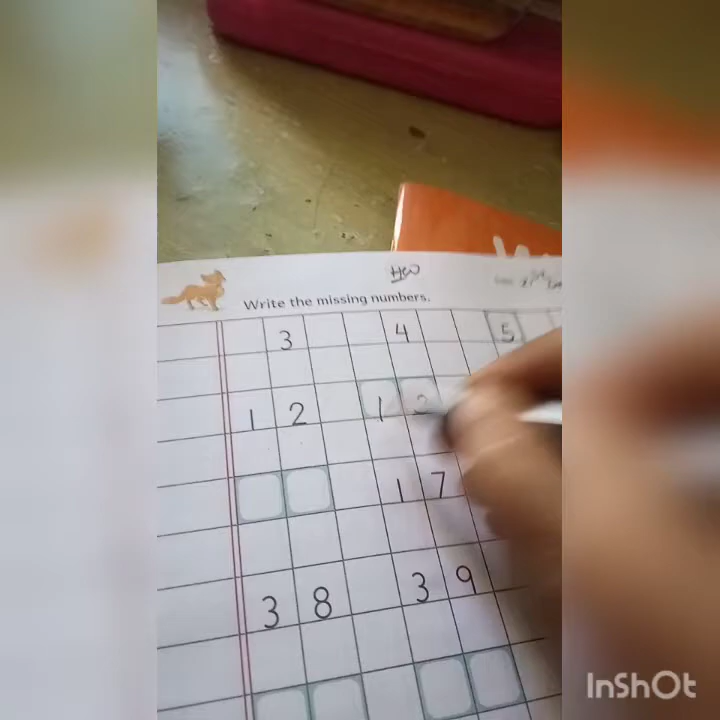 HW
Write the missing numbers.
3 4 5
1 2 1 3
1 7
3 8 3 9
InShOt